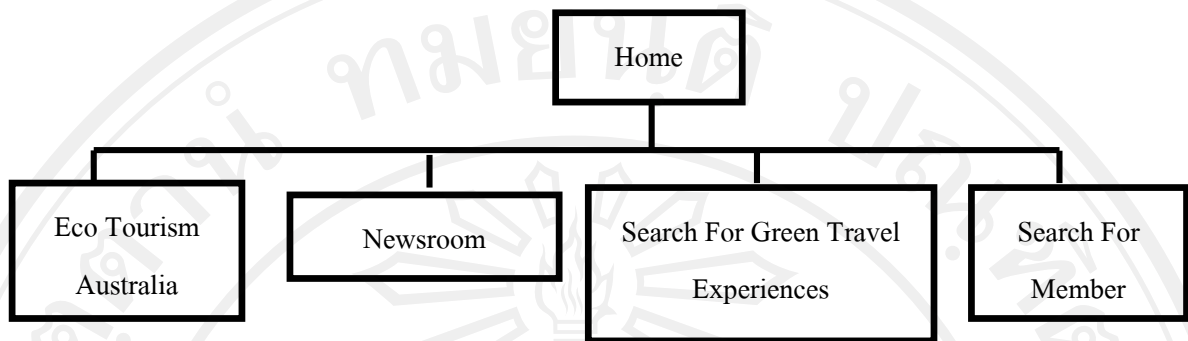 Home
Eco Tourism
Australia
Newsroom
Search For Green Travel
Experiences
Search For
Member